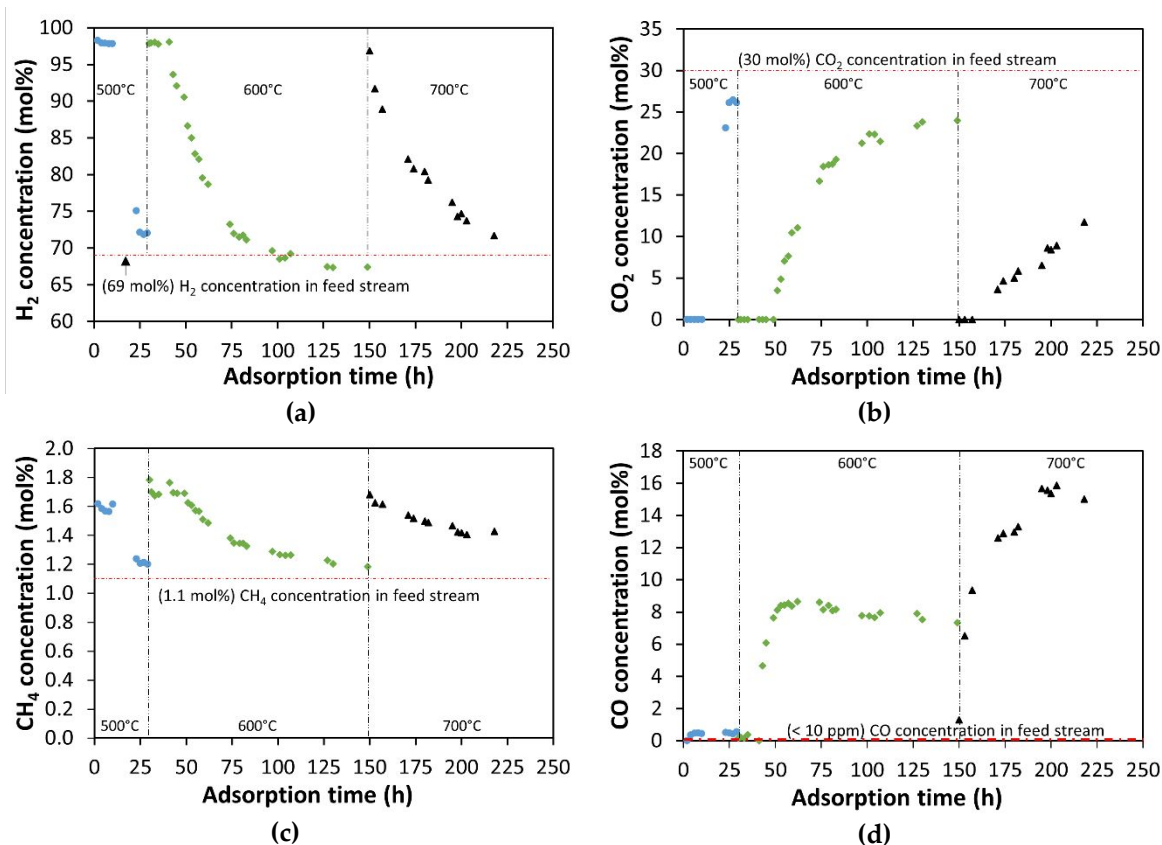 H₂ concentration (mol%)
100
95
90
85
80
75
70
65
60
500°C
600°C
700°C
(69 mol%) H₂ concentration in feed stream
0 25 50 75 100 125 150 175 200 225 250
Adsorption time (h)
(a)
CO₂ concentration (mol%)
35
30
25
20
15
10
5
0
(30 mol%) CO₂ concentration in feed stream
500°C
600°C
700°C
0 25 50 75 100 125 150 175 200 225 250
Adsorption time (h)
(b)
CH₄ concentration (mol%)
2.0
1.8
1.6
1.4
1.2
1.0
0.8
0.6
0.4
0.2
0.0
(1.1 mol%) CH₄ concentration in feed stream
500°C
600°C
700°C
0 25 50 75 100 125 150 175 200 225 250
Adsorption time (h)
(c)
CO concentration (mol%)
18
16
14
12
10
8
6
4
2
0
500°C
600°C
700°C
(< 10 ppm) CO concentration in feed stream
0 25 50 75 100 125 150 175 200 225 250
Adsorption time (h)
(d)